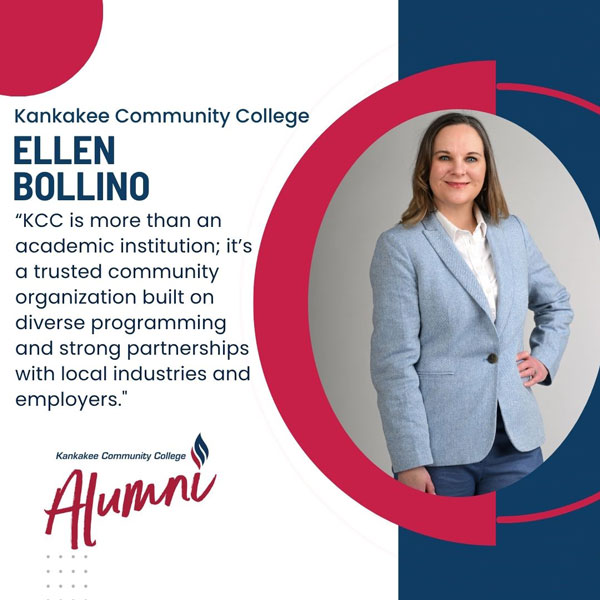 Kankakee Community College
ELLEN
BOLLINO
“KCC is more than an
academic institution; it’s
a trusted community
organization built on
diverse programming
and strong partnerships
with local industries and
employers."
Kankakee Community College
Alumni